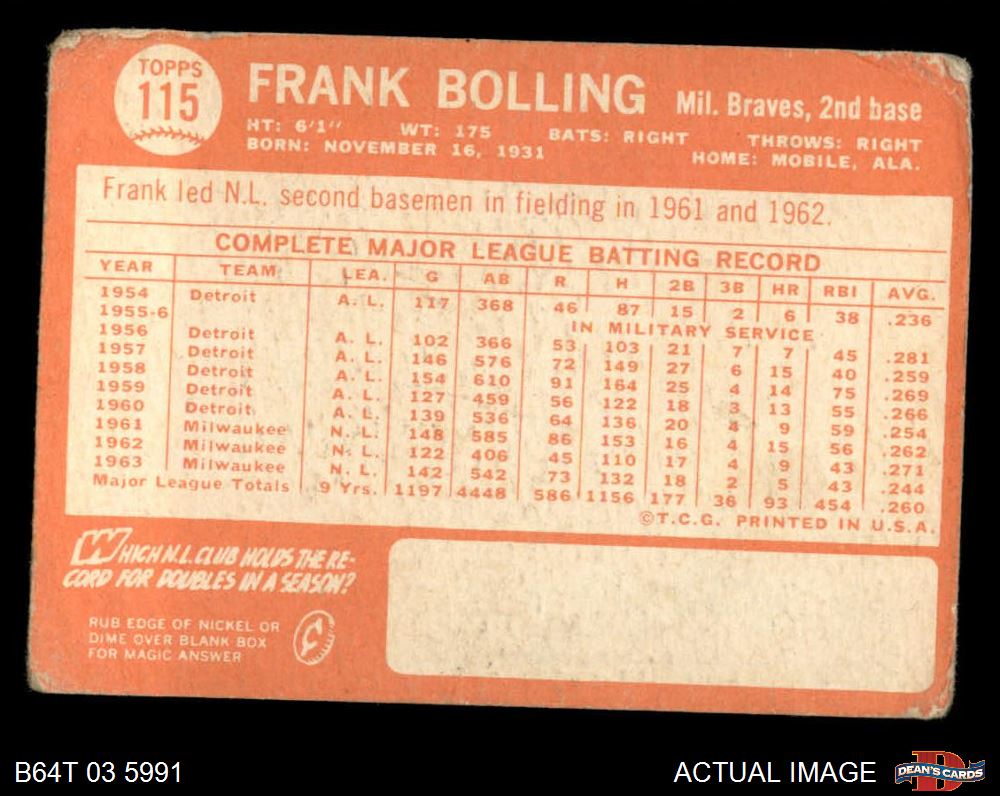 TOPPS
115
FRANK BOLLING Mil. Braves, 2nd base
HT: 6'1" WT: 175 BATS: RIGHT THROWS: RIGHT
BORN: NOVEMBER 16, 1931 HOME: MOBILE, ALA.
Frank led N.L. second basemen in fielding in 1961 and 1962.
COMPLETE MAJOR LEAGUE BATTING RECORD
YEAR TEAM LEA. G AB R H 2B 3B HR RBI AVG.
1954 Detroit A. L. 117 368 46 87 15 2 6 38 .236
1955-6 IN MILITARY SERVICE
1956 Detroit A. L. 102 366 53 103 21 7 7 45 .281
1957 Detroit A. L. 146 576 72 149 27 6 15 40 .259
1958 Detroit A. L. 154 610 91 164 25 4 14 75 .269
1959 Detroit A. L. 127 459 56 122 18 3 13 55 .266
1960 Detroit A. L. 139 536 64 136 20 4 9 59 .254
1961 Milwaukee N. L. 148 585 86 153 16 4 15 56 .262
1962 Milwaukee N. L. 122 406 45 110 17 4 9 43 .271
1963 Milwaukee N. L. 142 542 73 132 18 2 5 43 .244
Major League Totals 9 Yrs. 1197 4448 586 1156 177 36 93 454 .260
©T.C.G. PRINTED IN U.S.A.
WHICH N.L. CLUB HOLDS THE RE-
CORD FOR DOUBLES IN A SEASON?
RUB EDGE OF NICKEL OR
DIME OVER BLANK BOX
FOR MAGIC ANSWER
B64T 03 5991 ACTUAL IMAGE
D
DEAN'S CARDS